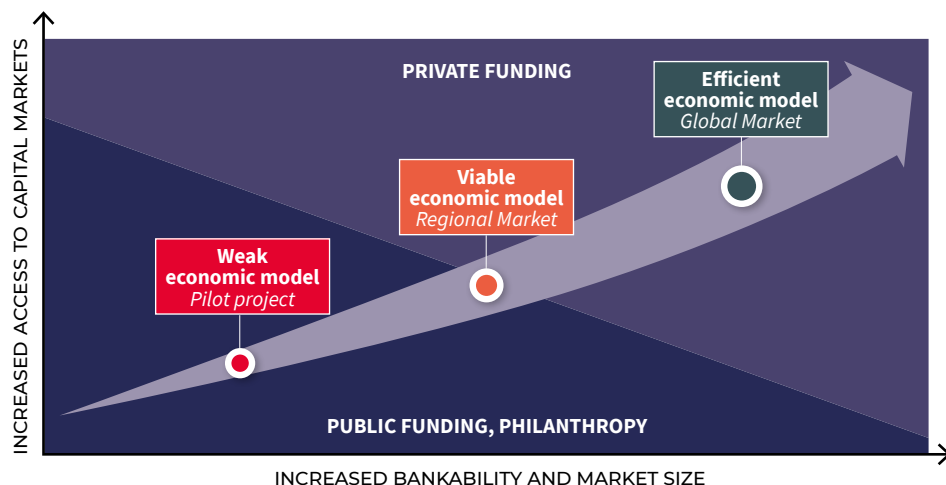 INCREASED ACCESS TO CAPITAL MARKETS
PRIVATE FUNDING
Efficient
economic model
Global Market
Viable
economic model
Regional Market
Weak
economic model
Pilot project
PUBLIC FUNDING, PHILANTHROPY
INCREASED BANKABILITY AND MARKET SIZE